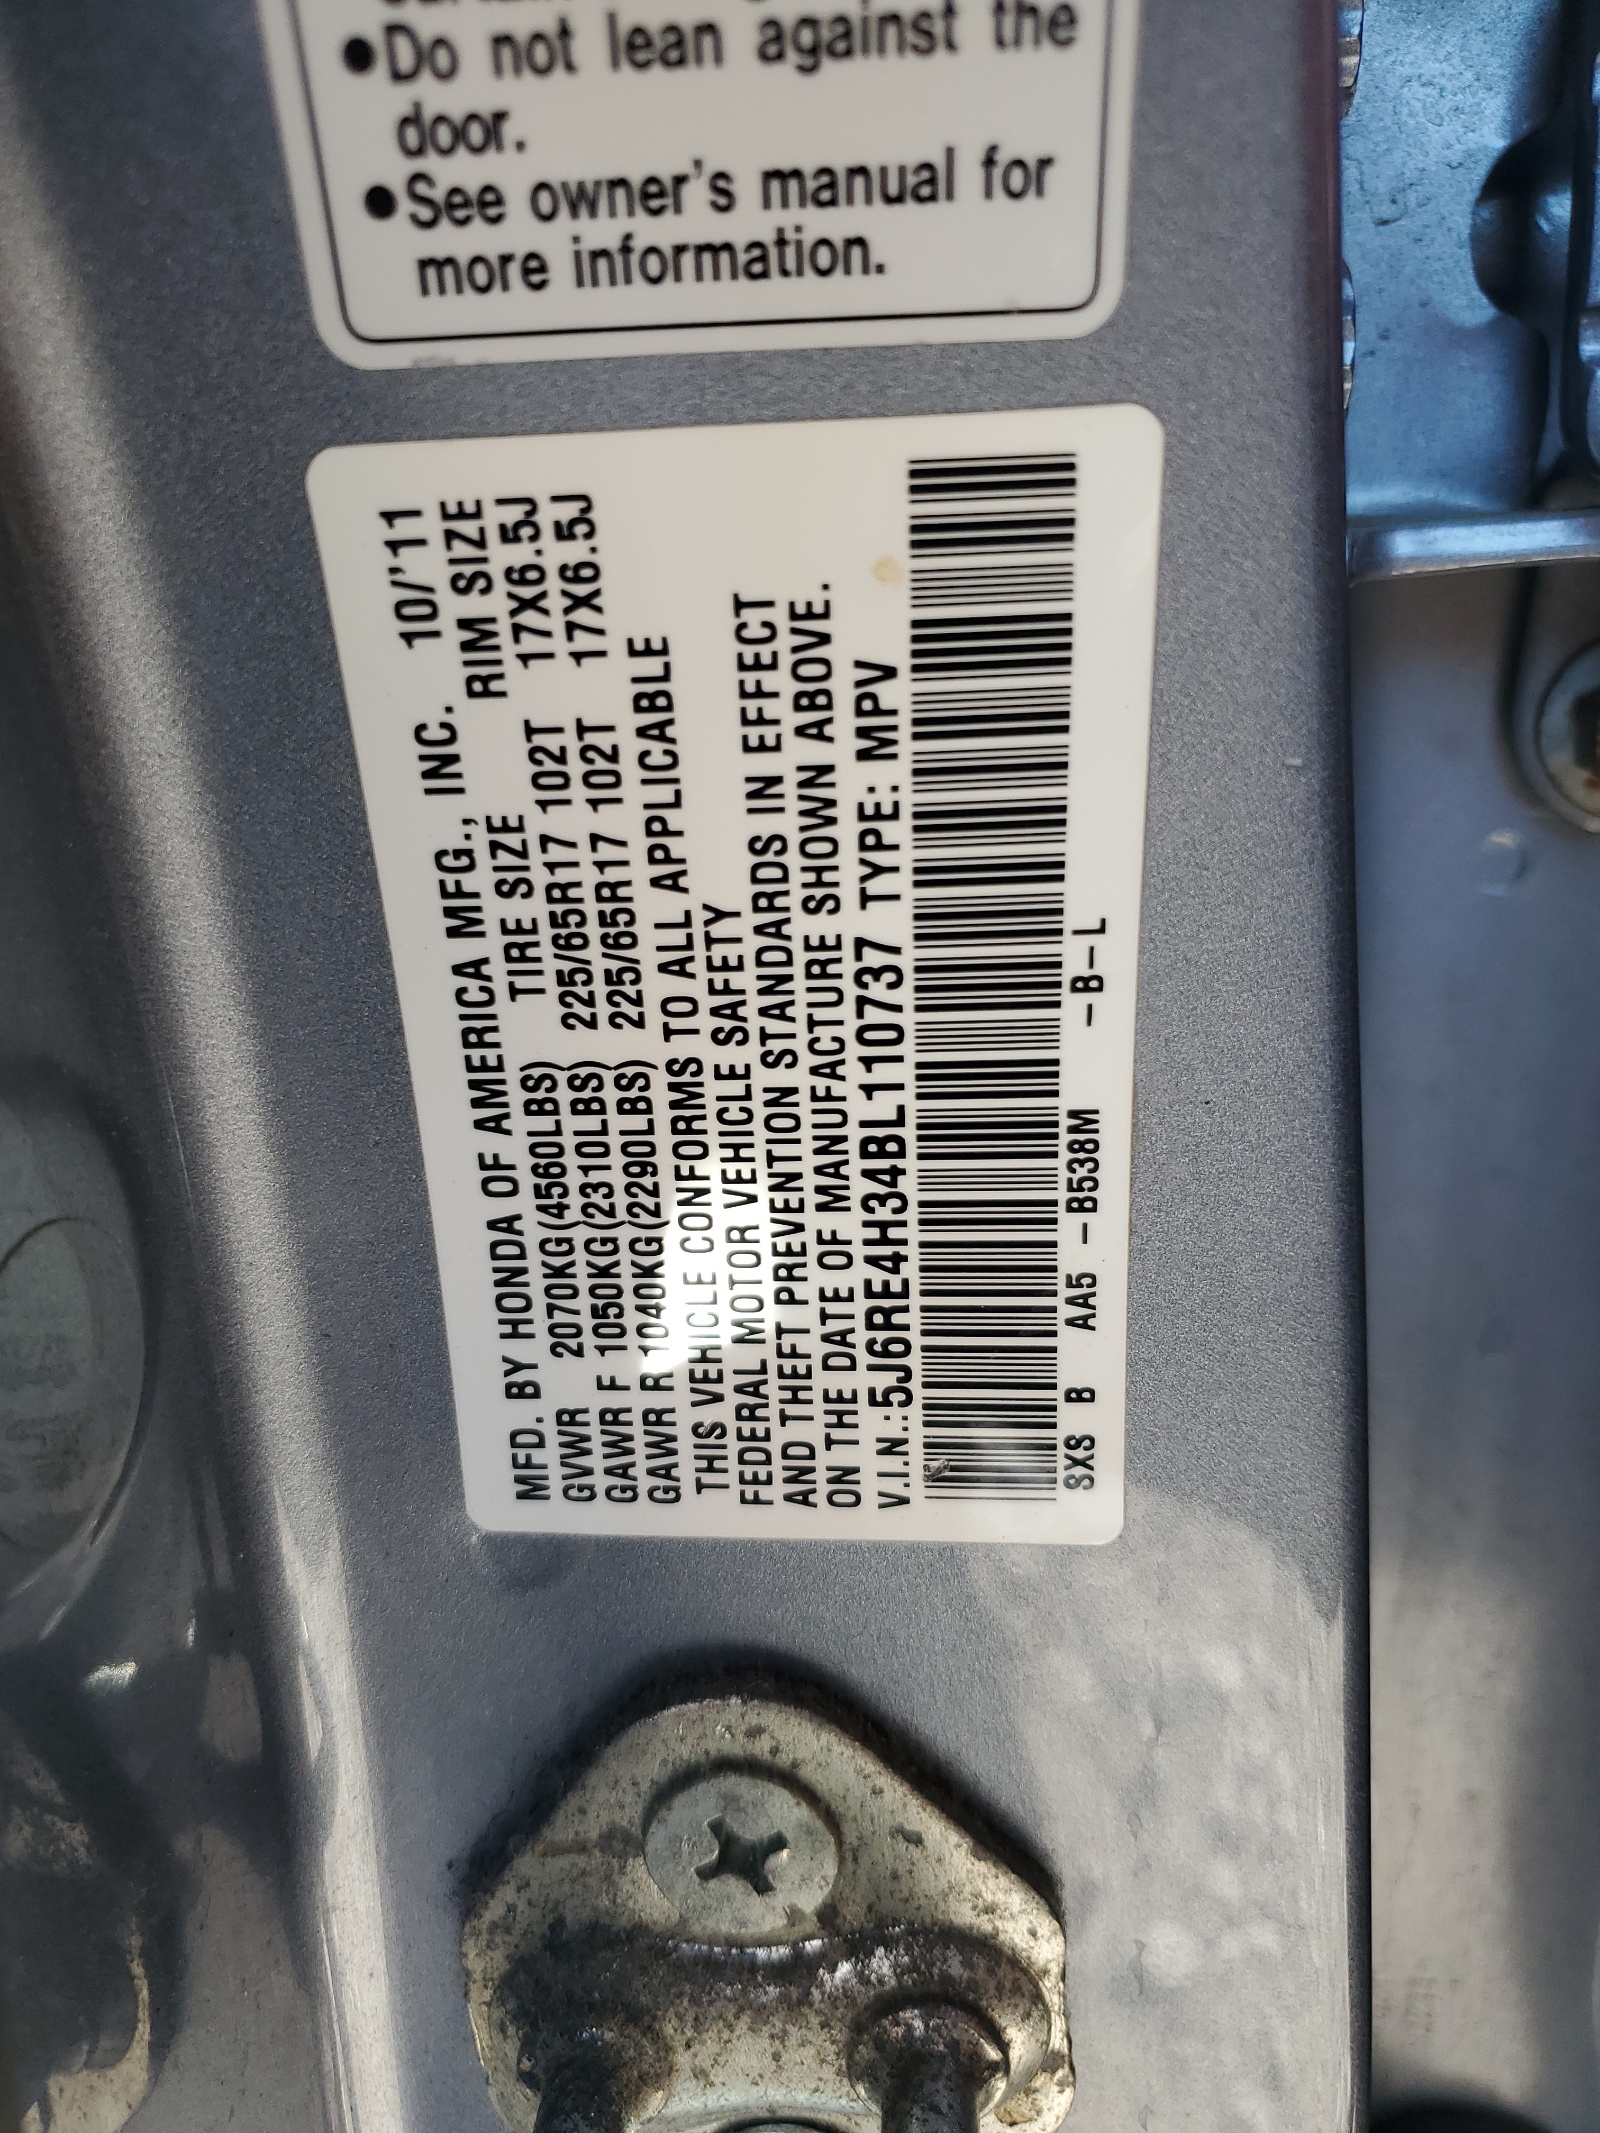 ●Do not lean against the
door.
●See owner's manual for
more information.
MFD. BY HONDA OF AMERICA MFG., INC. 10/'11
TIRE SIZE RIM SIZE
GVWR 2070KG(4560LBS)
GAWR F 1050KG(2310LBS) 225/65R17 102T 17X6.5J
GAWR R 1040KG(2290LBS) 225/65R17 102T 17X6.5J
THIS VEHICLE CONFORMS TO ALL APPLICABLE
FEDERAL MOTOR VEHICLE SAFETY
AND THEFT PREVENTION STANDARDS IN EFFECT
ON THE DATE OF MANUFACTURE SHOWN ABOVE.
V.I.N.:5J6RE4H34BL110737 TYPE: MPV
SXS B AA5 -B538M -B-L